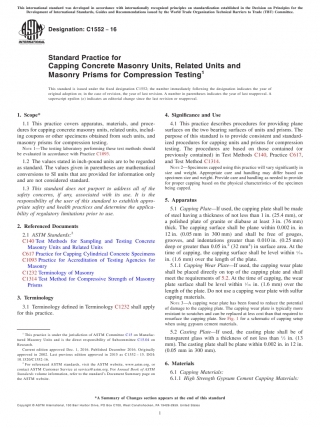 This international standard was developed in accordance with internationally recognized principles on standardization established in the Decision on Principles for the
Development of International Standards, Guides and Recommendations issued by the World Trade Organization Technical Barriers to Trade (TBT) Committee.
Designation: C1552 – 16
Standard Practice for
Capping Concrete Masonry Units, Related Units and
Masonry Prisms for Compression Testing1
This standard is issued under the fixed designation C1552; the number immediately following the designation indicates the year of
original adoption or, in the case of revision, the year of last revision. A number in parentheses indicates the year of last reapproval. A
superscript epsilon (ε) indicates an editorial change since the last revision or reapproval.
1. Scope*
1.1 This practice covers apparatus, materials, and proce-
dures for capping concrete masonry units, related units, includ-
ing coupons or other specimens obtained from such units, and
masonry prisms for compression testing.
NOTE 1—The testing laboratory performing these test methods should
be evaluated in accordance with Practice C1093.
1.2 The values stated in inch-pound units are to be regarded
as standard. The values given in parentheses are mathematical
conversions to SI units that are provided for information only
and are not considered standard.
1.3 This standard does not purport to address all of the
safety concerns, if any, associated with its use. It is the
responsibility of the user of this standard to establish appro-
priate safety and health practices and determine the applica-
bility of regulatory limitations prior to use.
2. Referenced Documents
2.1 ASTM Standards:2
C140 Test Methods for Sampling and Testing Concrete
Masonry Units and Related Units
C617 Practice for Capping Cylindrical Concrete Specimens
C1093 Practice for Accreditation of Testing Agencies for
Masonry
C1232 Terminology of Masonry
C1314 Test Method for Compressive Strength of Masonry
Prisms
3. Terminology
3.1 Terminology defined in Terminology C1232 shall apply
for this practice.
1 This practice is under the jurisdiction of ASTM Committee C15 on Manufac-
tured Masonry Units and is the direct responsibility of Subcommittee C15.04 on
Research.
Current edition approved Dec. 1, 2016. Published December 2016. Originally
approved in 2002. Last previous edition approved in 2015 as C1552 – 15. DOI:
10.1520/C1552-16.
2 For referenced ASTM standards, visit the ASTM website, www.astm.org, or
contact ASTM Customer Service at service@astm.org. For Annual Book of ASTM
Standards volume information, refer to the standard's Document Summary page on
the ASTM website.
4. Significance and Use
4.1 This practice describes procedures for providing plane
surfaces on the two bearing surfaces of units and prisms. The
purpose of this standard is to provide consistent and standard-
ized procedures for capping units and prisms for compression
testing. The procedures are based on those contained (or
previously contained) in Test Methods C140, Practice C617,
and Test Method C1314.
NOTE 2—Specimens capped using this practice will vary significantly in
size and weight. Appropriate care and handling may differ based on
specimen size and weight. Provide care and handling as needed to provide
for proper capping based on the physical characteristics of the specimen
being capped.
5. Apparatus
5.1 Capping Plate—If used, the capping plate shall be made
of steel having a thickness of not less than 1 in. (25.4 mm), or
a polished plate of granite or diabase at least 3 in. (76 mm)
thick. The capping surface shall be plane within 0.002 in. in
12 in. (0.05 mm in 300 mm) and shall be free of gouges,
grooves, and indentations greater than 0.010 in. (0.25 mm)
deep or greater than 0.05 in.2 (32 mm2) in surface area. At the
time of capping, the capping surface shall be level within 1⁄16
in. (1.6 mm) over the length of the plate.
5.1.1 Capping Wear Plate—If used, the capping wear plate
shall be placed directly on top of the capping plate and shall
meet the requirements of 5.2. At the time of capping, the wear
plate surface shall be level within 1⁄16 in. (1.6 mm) over the
length of the plate. Do not use a capping wear plate with sulfur
capping materials.
NOTE 3—A capping wear plate has been found to reduce the potential
of damage to the capping plate. The capping wear plate is typically more
resistant to scratches and can be replaced at less cost than that required to
resurface the capping plate. See Fig. 1 for a schematic of capping setup
when using gypsum cement materials.
5.2 Casting Plate—If used, the casting plate shall be of
transparent glass with a thickness of not less than 1⁄2 in. (13
mm). The casting plate shall be plane within 0.002 in. in 12 in.
(0.05 mm in 300 mm).
6. Materials
6.1 Capping Materials:
6.1.1 High Strength Gypsum Cement Capping Materials:
*A Summary of Changes section appears at the end of this standard